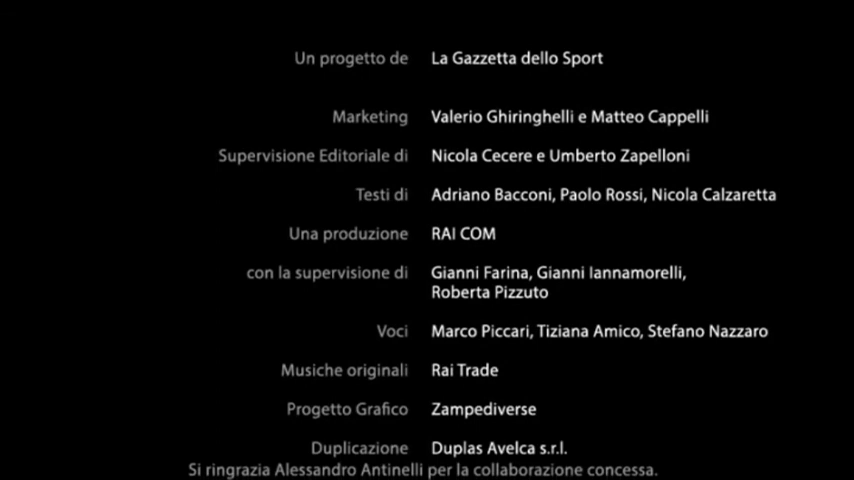 Un progetto de La Gazzetta dello Sport
Marketing Valerio Ghiringhelli e Matteo Cappelli
Supervisione Editoriale di Nicola Cecere e Umberto Zapelloni
Testi di Adriano Bacconi, Paolo Rossi, Nicola Calzaretta
Una produzione RAI COM
con la supervisione di Gianni Farina, Gianni Iannamorelli,
Roberta Pizzuto
Voci Marco Piccari, Tiziana Amico, Stefano Nazzaro
Musiche originali Rai Trade
Progetto Grafico Zampediverse
Duplicazione Duplas Avelca s.r.l.
Si ringrazia Alessandro Antinelli per la collaborazione concessa.